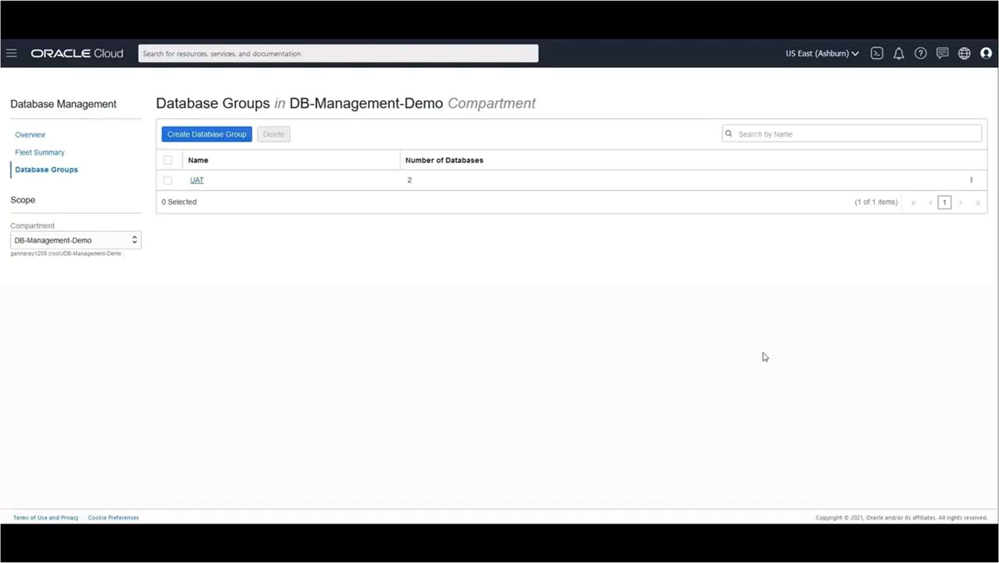 ORACLE Cloud
Search for resources, services, and documentation
US East (Ashburn)
Database Management
Overview
Fleet Summary
Database Groups
Scope
Compartment
DB-Management-Demo
gannaray1209 (root)/DB-Management-Demo
Database Groups in DB-Management-Demo Compartment
Create Database Group Delete
Search by Name
Name Number of Databases
UAT 2
0 Selected (1 of 1 items) 1
Terms of Use and Privacy Cookie Preferences
Copyright © 2021, Oracle and/or its affiliates. All rights reserved.